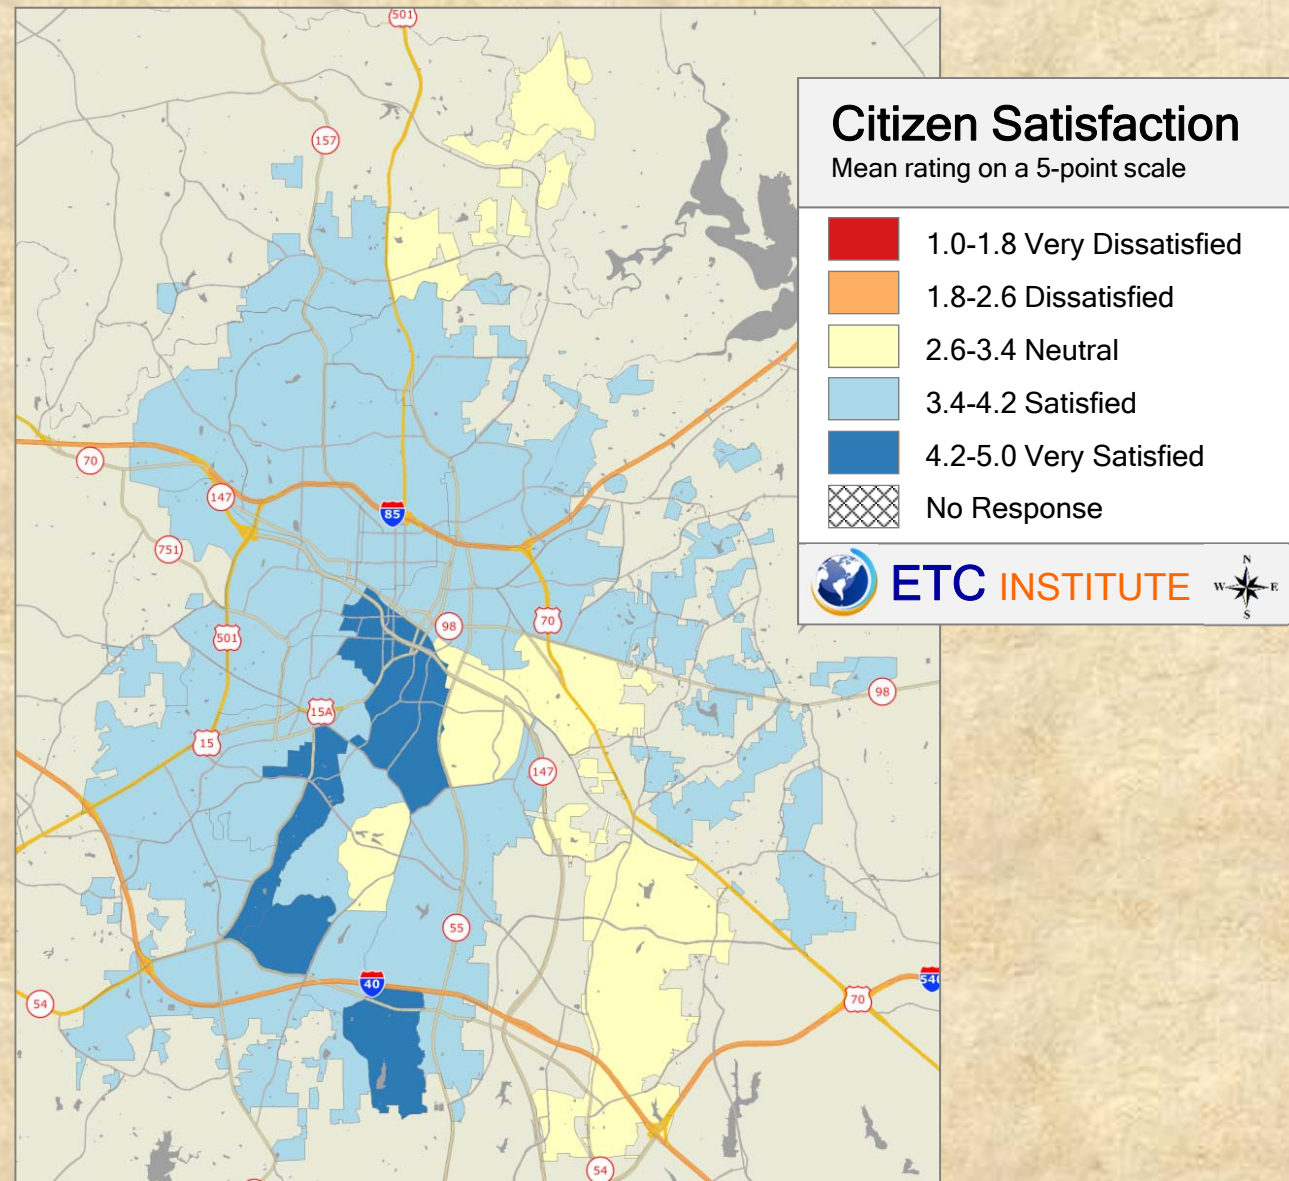 501
157
Citizen Satisfaction
Mean rating on a 5-point scale
1.0-1.8 Very Dissatisfied
1.8-2.6 Dissatisfied
2.6-3.4 Neutral
3.4-4.2 Satisfied
4.2-5.0 Very Satisfied
No Response
ETC INSTITUTE
N
W
E
S
70
147
85
751
501
98
70
15A
15
98
147
55
40
54
70
540
54